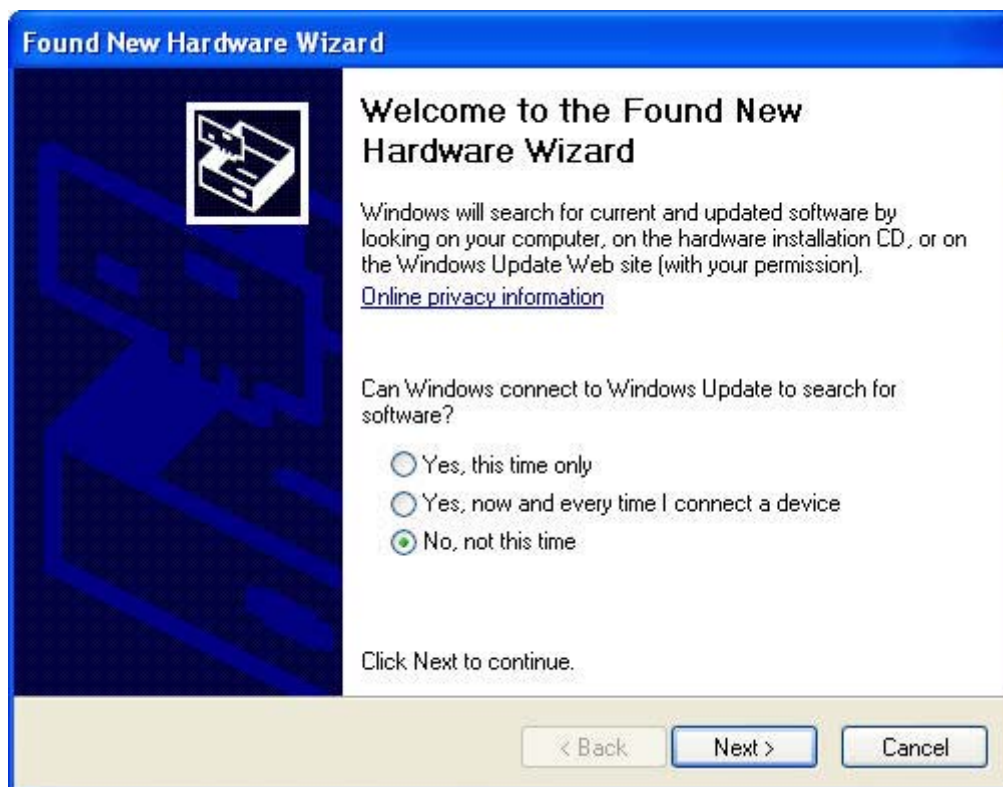 Found New Hardware Wizard
Welcome to the Found New
Hardware Wizard
Windows will search for current and updated software by
looking on your computer, on the hardware installation CD, or on
the Windows Update Web site (with your permission).
Online privacy information
Can Windows connect to Windows Update to search for
software?
Yes, this time only
Yes, now and every time I connect a device
No, not this time
Click Next to continue.
< Back Next > Cancel